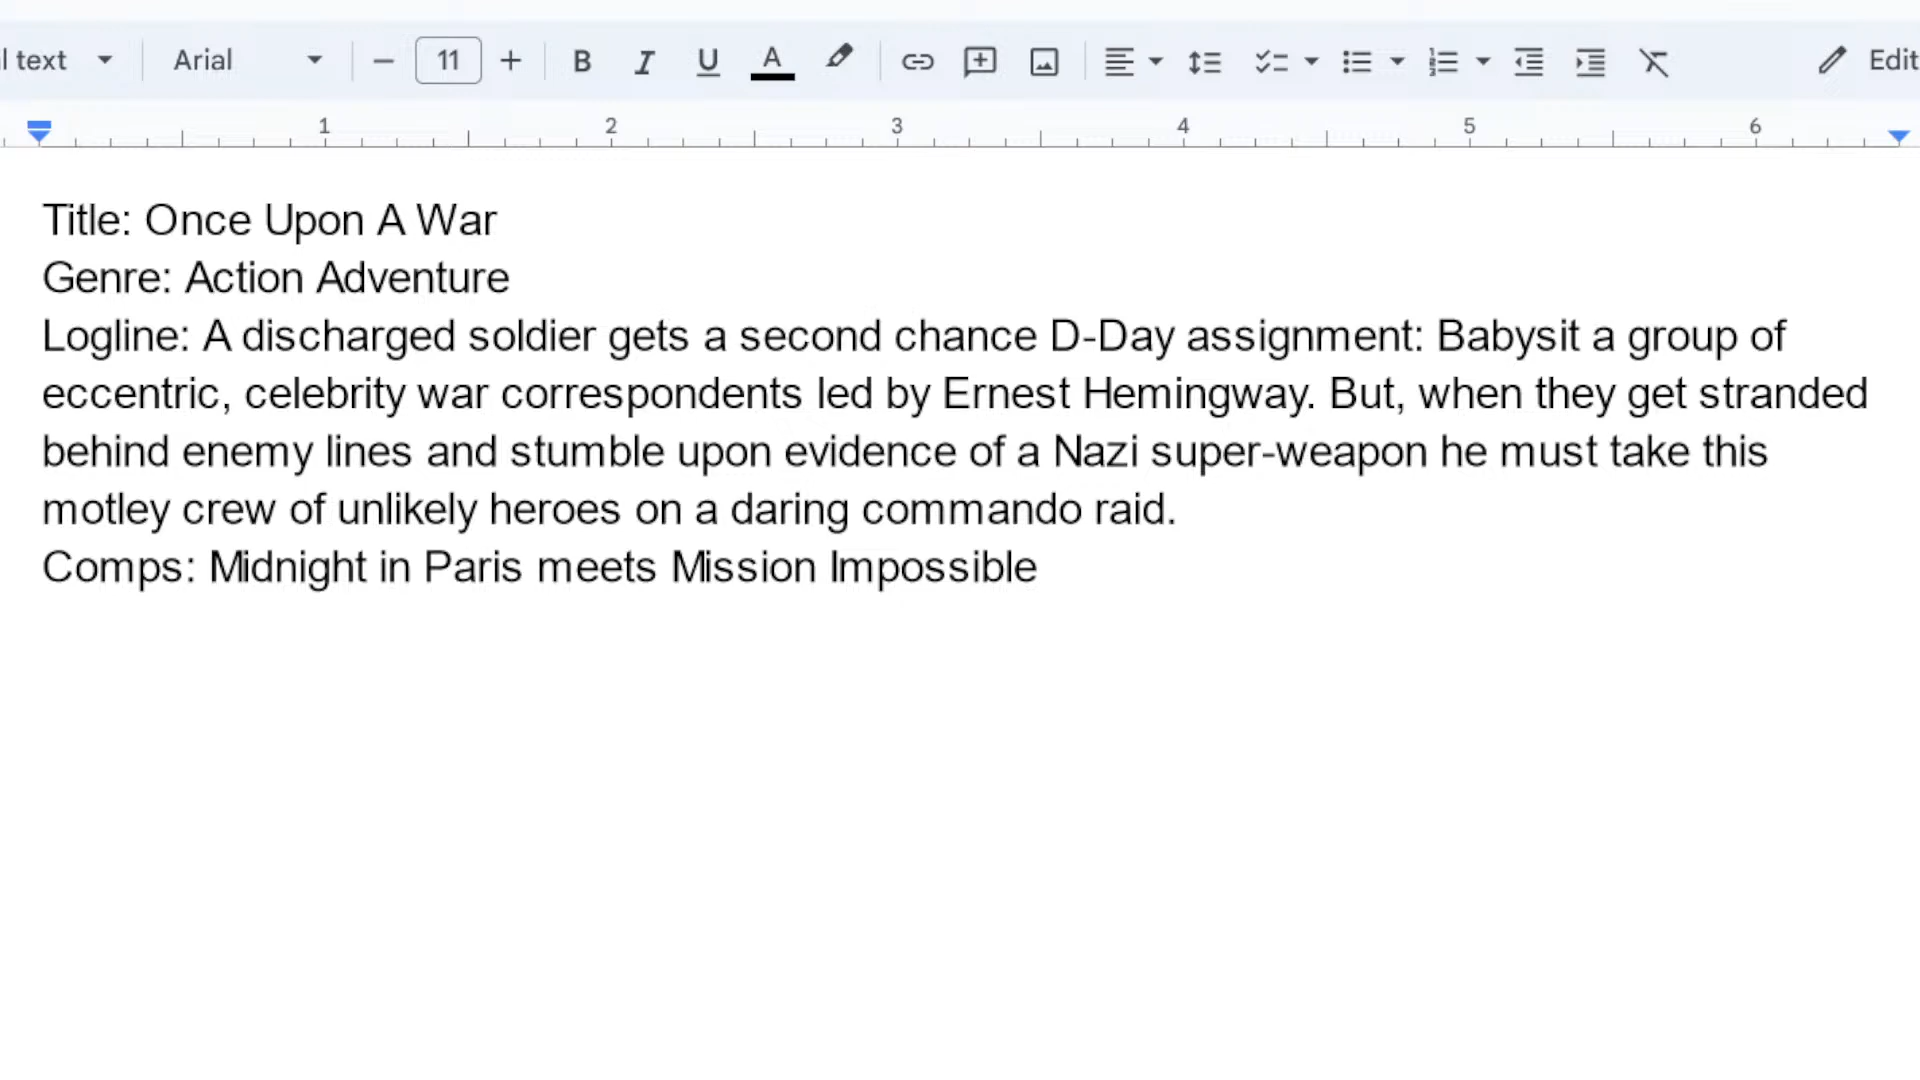 l text Arial 11 B I U A Edit
1 2 3 4 5 6
Title: Once Upon A War
Genre: Action Adventure
Logline: A discharged soldier gets a second chance D-Day assignment: Babysit a group of
eccentric, celebrity war correspondents led by Ernest Hemingway. But, when they get stranded
behind enemy lines and stumble upon evidence of a Nazi super-weapon he must take this
motley crew of unlikely heroes on a daring commando raid.
Comps: Midnight in Paris meets Mission Impossible